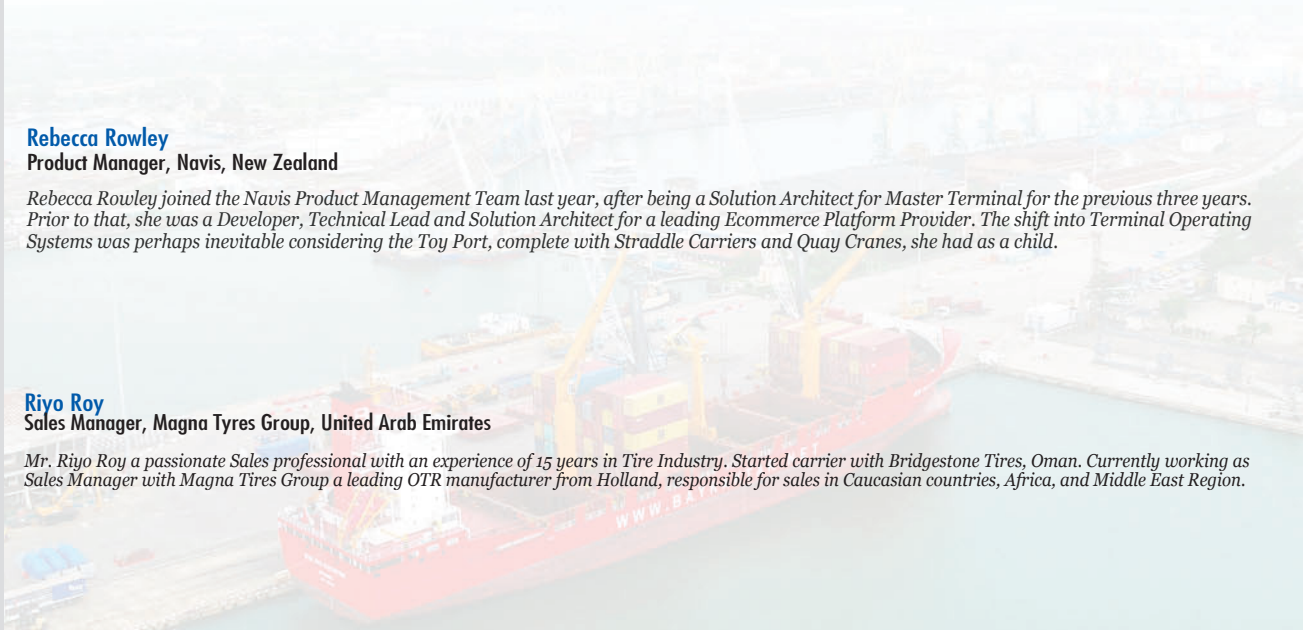 Rebecca Rowley
Product Manager, Navis, New Zealand
Rebecca Rowley joined the Navis Product Management Team last year, after being a Solution Architect for Master Terminal for the previous three years.
Prior to that, she was a Developer, Technical Lead and Solution Architect for a leading Ecommerce Platform Provider. The shift into Terminal Operating
Systems was perhaps inevitable considering the Toy Port, complete with Straddle Carriers and Quay Cranes, she had as a child.
Riyo Roy
Sales Manager, Magna Tyres Group, United Arab Emirates
Mr. Riyo Roy a passionate Sales professional with an experience of 15 years in Tire Industry. Started carrier with Bridgestone Tires, Oman. Currently working as
Sales Manager with Magna Tires Group a leading OTR manufacturer from Holland, responsible for sales in Caucasian countries, Africa, and Middle East Region.